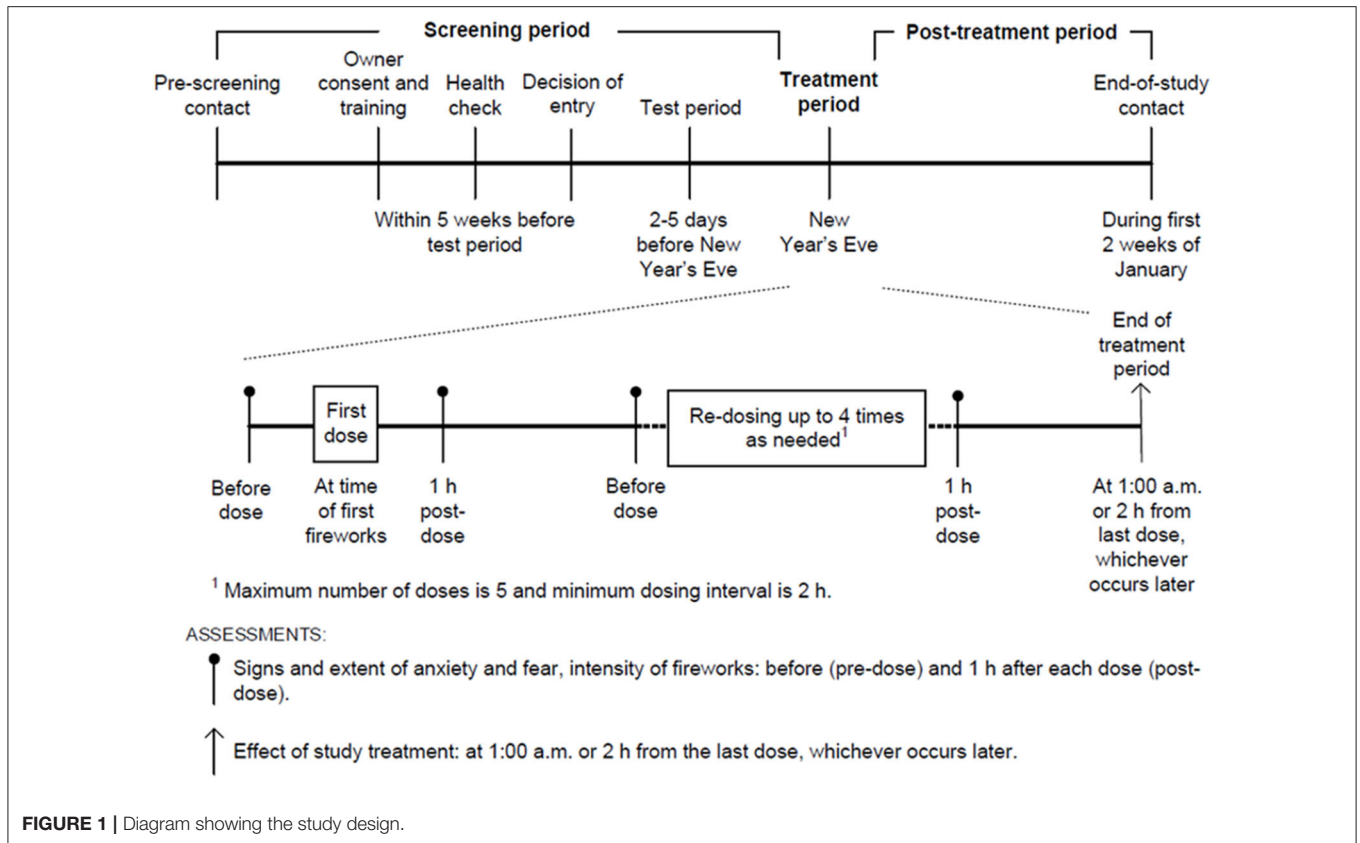 Screening period
Post-treatment period
Pre-screening
contact
Owner
consent and
training
Health
check
Decision of
entry
Test period
Treatment
period
End-of-study
contact
Within 5 weeks before
test period
2-5 days
before New
Year's Eve
New
Year's Eve
During first
2 weeks of
January
End of
treatment
period
First
dose
Re-dosing up to 4 times
as needed1
Before
dose
At time
of first
fireworks
1 h
post-
dose
Before
dose
1 h
post-
dose
At 1:00 a.m.
or 2 h from
last dose,
whichever
occurs later
1 Maximum number of doses is 5 and minimum dosing interval is 2 h.
ASSESSMENTS:
Signs and extent of anxiety and fear, intensity of fireworks: before (pre-dose) and 1 h after each dose (post-
dose).
Effect of study treatment: at 1:00 a.m. or 2 h from the last dose, whichever occurs later.
FIGURE 1 | Diagram showing the study design.